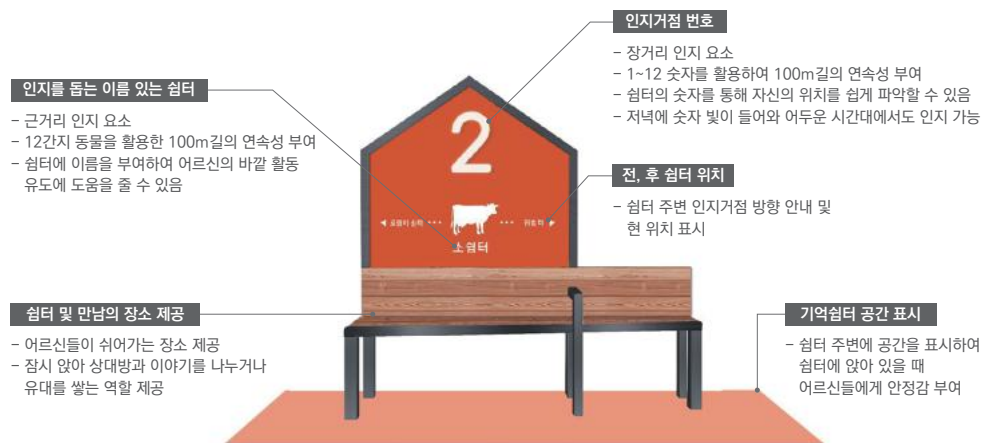 인지거점 번호
- 장거리 인지 요소
- 1~12 숫자를 활용하여 100m길의 연속성 부여
- 쉼터의 숫자를 통해 자신의 위치를 쉽게 파악할 수 있음
- 저녁에 숫자 빛이 들어와 어두운 시간대에서도 인지 가능
인지를 돕는 이름 있는 쉼터
- 근거리 인지 요소
- 12간지 동물을 활용한 100m길의 연속성 부여
- 쉼터에 이름을 부여하여 어르신의 바깥 활동
유도에 도움을 줄 수 있음
2
소쉼터
전, 후 쉼터 위치
- 쉼터 주변 인지거점 방향 안내 및
현 위치 표시
쉼터 및 만남의 장소 제공
- 어르신들이 쉬어가는 장소 제공
- 잠시 앉아 상대방과 이야기를 나누거나
유대를 쌓는 역할 제공
기억쉼터 공간 표시
- 쉼터 주변에 공간을 표시하여
쉼터에 앉아 있을 때
어르신들에게 안정감 부여